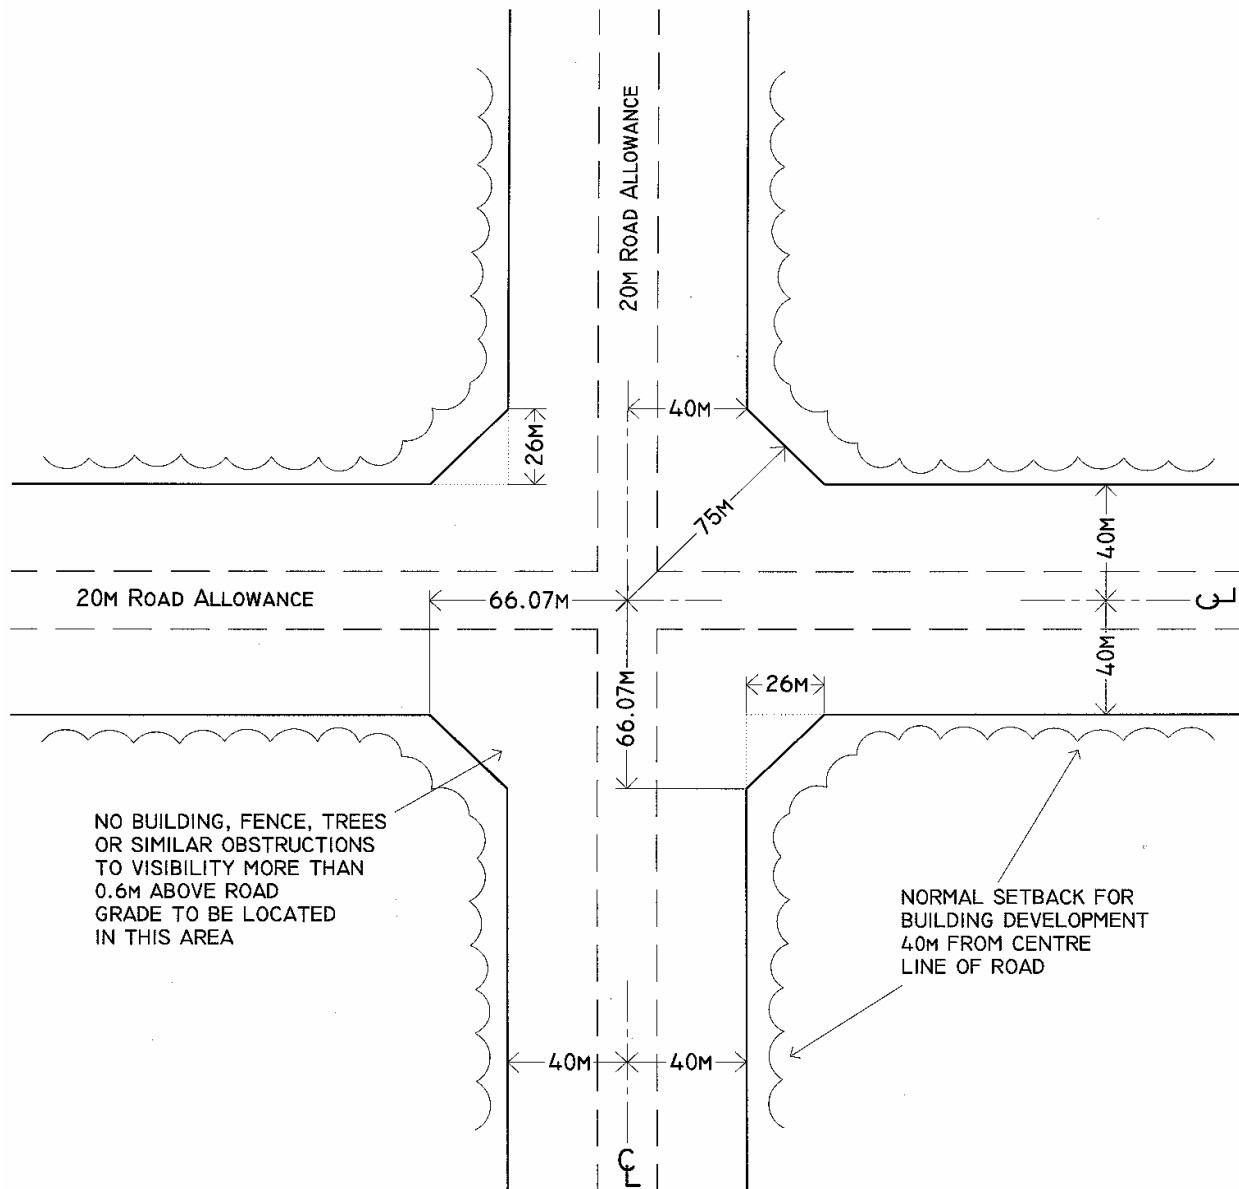 20M ROAD ALLOWANCE
40M
26M
75M
40M
20M ROAD ALLOWANCE
66.07M
CL
40M
66.07M
26M
NO BUILDING, FENCE, TREES
OR SIMILAR OBSTRUCTIONS
TO VISIBILITY MORE THAN
0.6M ABOVE ROAD
GRADE TO BE LOCATED
IN THIS AREA
NORMAL SETBACK FOR
BUILDING DEVELOPMENT
40M FROM CENTRE
LINE OF ROAD
40M
40M
CL